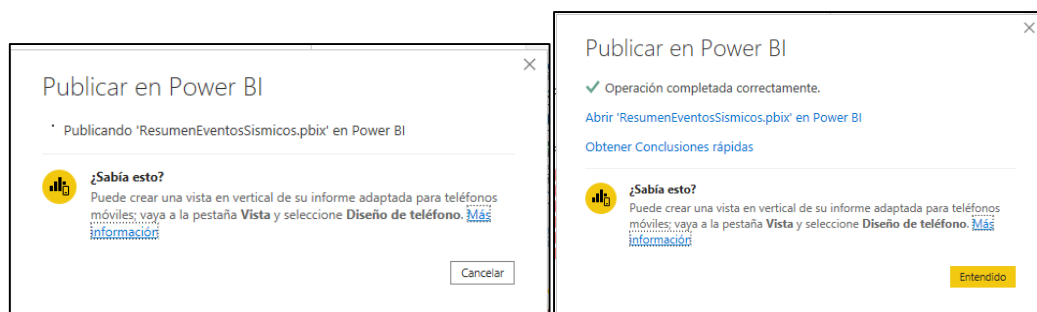 Publicar en Power BI
Publicando 'ResumenEventosSismicos.pbix' en Power BI
¿Sabía esto?
Puede crear una vista en vertical de su informe adaptada para teléfonos
móviles; vaya a la pestaña Vista y seleccione Diseño de teléfono. Más
información
Cancelar
Publicar en Power BI
Operación completada correctamente.
Abrir 'ResumenEventosSismicos.pbix' en Power BI
Obtener Conclusiones rápidas
¿Sabía esto?
Puede crear una vista en vertical de su informe adaptada para teléfonos
móviles; vaya a la pestaña Vista y seleccione Diseño de teléfono. Más
información
Entendido